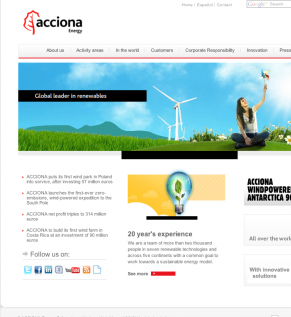 Home | Español | Contact
Google Search
acciona
Energy
About us
Activity areas
In the world
Customers
Corporate Responsibility
Innovation
Press
Global leader in renewables
ACCIONA puts its first wind park in Poland
into service, after investing 57 million euros
ACCIONA launches the first-ever zero-
emissions, wind-powered expedition to the
South Pole
ACCIONA net profit triples to 314 million
euros
ACCIONA to build its first wind farm in
Costa Rica at an investment of 90 million
euros
Follow us on:
You Tube
20 year's experience
We are a team of more than two thousand
people in seven renewable technologies and
across five continents with a common goal to
work towards a sustainable energy model.
See more
ACCIONA
WINDPOWERED
ANTARCTICA 90
All over the world
With innovative
solutions